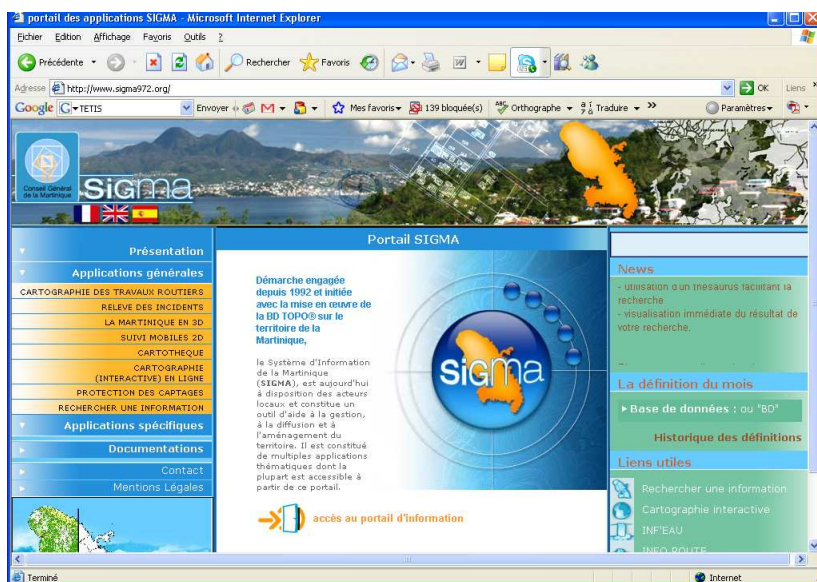 portail des applications SIGMA - Microsoft Internet Explorer
Fichier Edition Affichage Favoris Outils ?
Précédente Rechercher Favoris
Adresse http://www.sigma972.org/ OK Liens
Google TETIS Envoyer Mes favoris 139 bloquée(s) Orthographe Traduire Paramètres
Conseil Général
de la Martinique
SIGma
Présentation
Applications générales
CARTOGRAPHIE DES TRAVAUX ROUTIERS
RELEVE DES INCIDENTS
LA MARTINIQUE EN 3D
SUIVI MOBILES 2D
CARTOTHEQUE
CARTOGRAPHIE
(INTERACTIVE) EN LIGNE
PROTECTION DES CAPTAGES
RECHERCHER UNE INFORMATION
Applications spécifiques
Documentations
Contact
Mentions Légales
Portail SIGMA
Démarche engagée
depuis 1992 et initiée
avec la mise en œuvre de
la BD TOPO® sur le
territoire de la
Martinique,
le Système d'Information
de la Martinique
(SIGMA), est aujourd'hui
à disposition des acteurs
locaux et constitue un
outil d'aide à la gestion,
à la diffusion et à
l'aménagement du
territoire. Il est constitué
de multiples applications
thématiques dont la
plupart est accessible à
partir de ce portail.
SIGma
accès au portail d'information
News
- utilisation d'un thesaurus facilitant la
recherche
- visualisation immédiate du résultat de
votre recherche.
La définition du mois
Base de données : ou "BD"
Historique des définitions
Liens utiles
Rechercher une information
Cartographie interactive
INF'EAU
INFO ROUTE
Terminé Internet